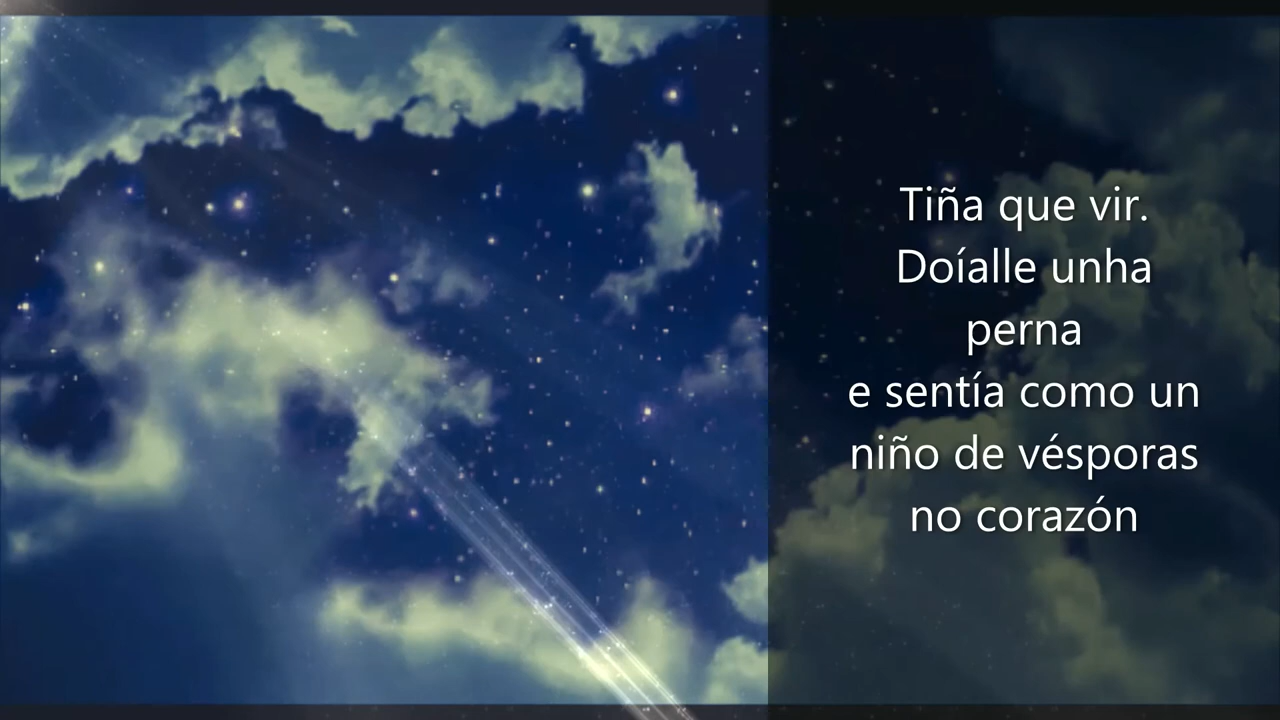 Tiña que vir.
Doíalle unha
perna
e sentía como un
niño de vésporas
no corazón